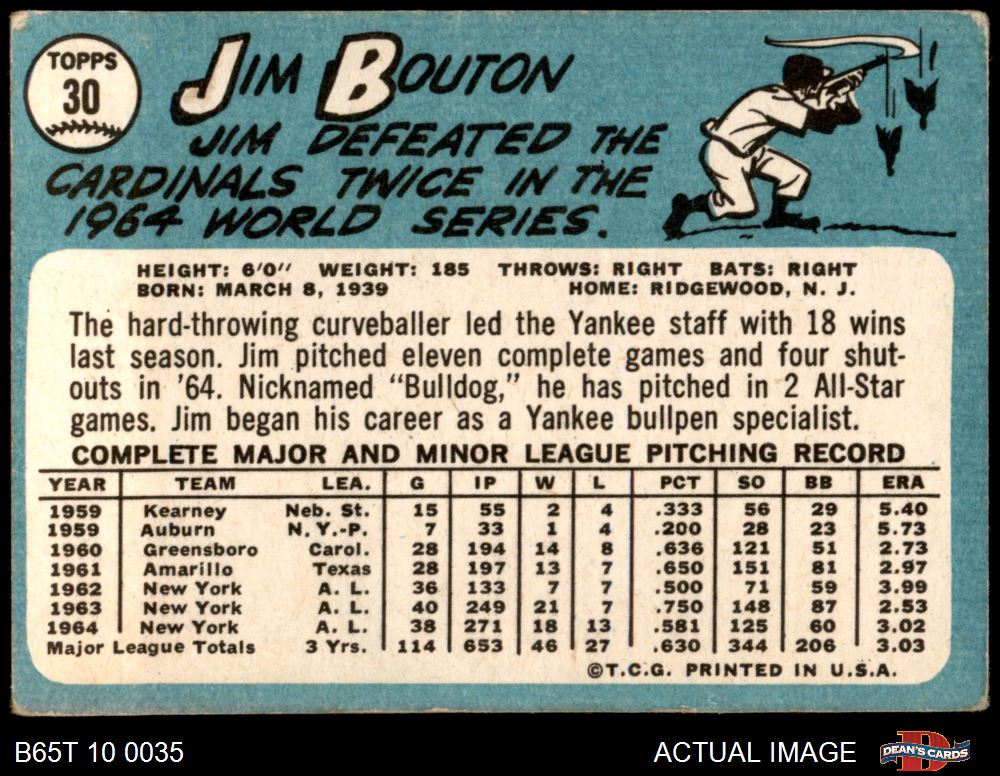 TOPPS
30
JIM BOUTON
JIM DEFEATED THE
CARDINALS TWICE IN THE
1964 WORLD SERIES.
HEIGHT: 6'0" WEIGHT: 185 THROWS: RIGHT BATS: RIGHT
BORN: MARCH 8, 1939 HOME: RIDGEWOOD, N. J.
The hard-throwing curveballer led the Yankee staff with 18 wins
last season. Jim pitched eleven complete games and four shut-
outs in '64. Nicknamed "Bulldog," he has pitched in 2 All-Star
games. Jim began his career as a Yankee bullpen specialist.
COMPLETE MAJOR AND MINOR LEAGUE PITCHING RECORD
YEAR TEAM LEA. G IP W L PCT SO BB ERA
1959 Kearney Neb. St. 15 55 2 4 .333 56 29 5.40
1959 Auburn N.Y.-P. 7 33 1 4 .200 28 23 5.73
1960 Greensboro Carol. 28 194 14 8 .636 121 51 2.73
1961 Amarillo Texas 28 197 13 7 .650 151 81 2.97
1962 New York A. L. 36 133 7 7 .500 71 59 3.99
1963 New York A. L. 40 249 21 7 .750 148 87 2.53
1964 New York A. L. 38 271 18 13 .581 125 60 3.02
Major League Totals 3 Yrs. 114 653 46 27 .630 344 206 3.03
©T.C.G. PRINTED IN U.S.A.
B65T 10 0035 ACTUAL IMAGE DEAN'S CARDS